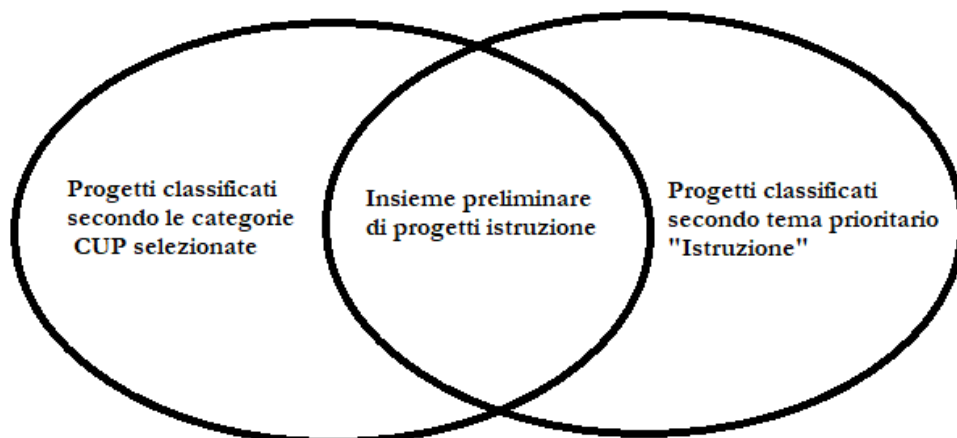 Progetti classificati
secondo le categorie
CUP selezionate
Insieme preliminare
di progetti istruzione
Progetti classificati
secondo tema prioritario
"Istruzione"